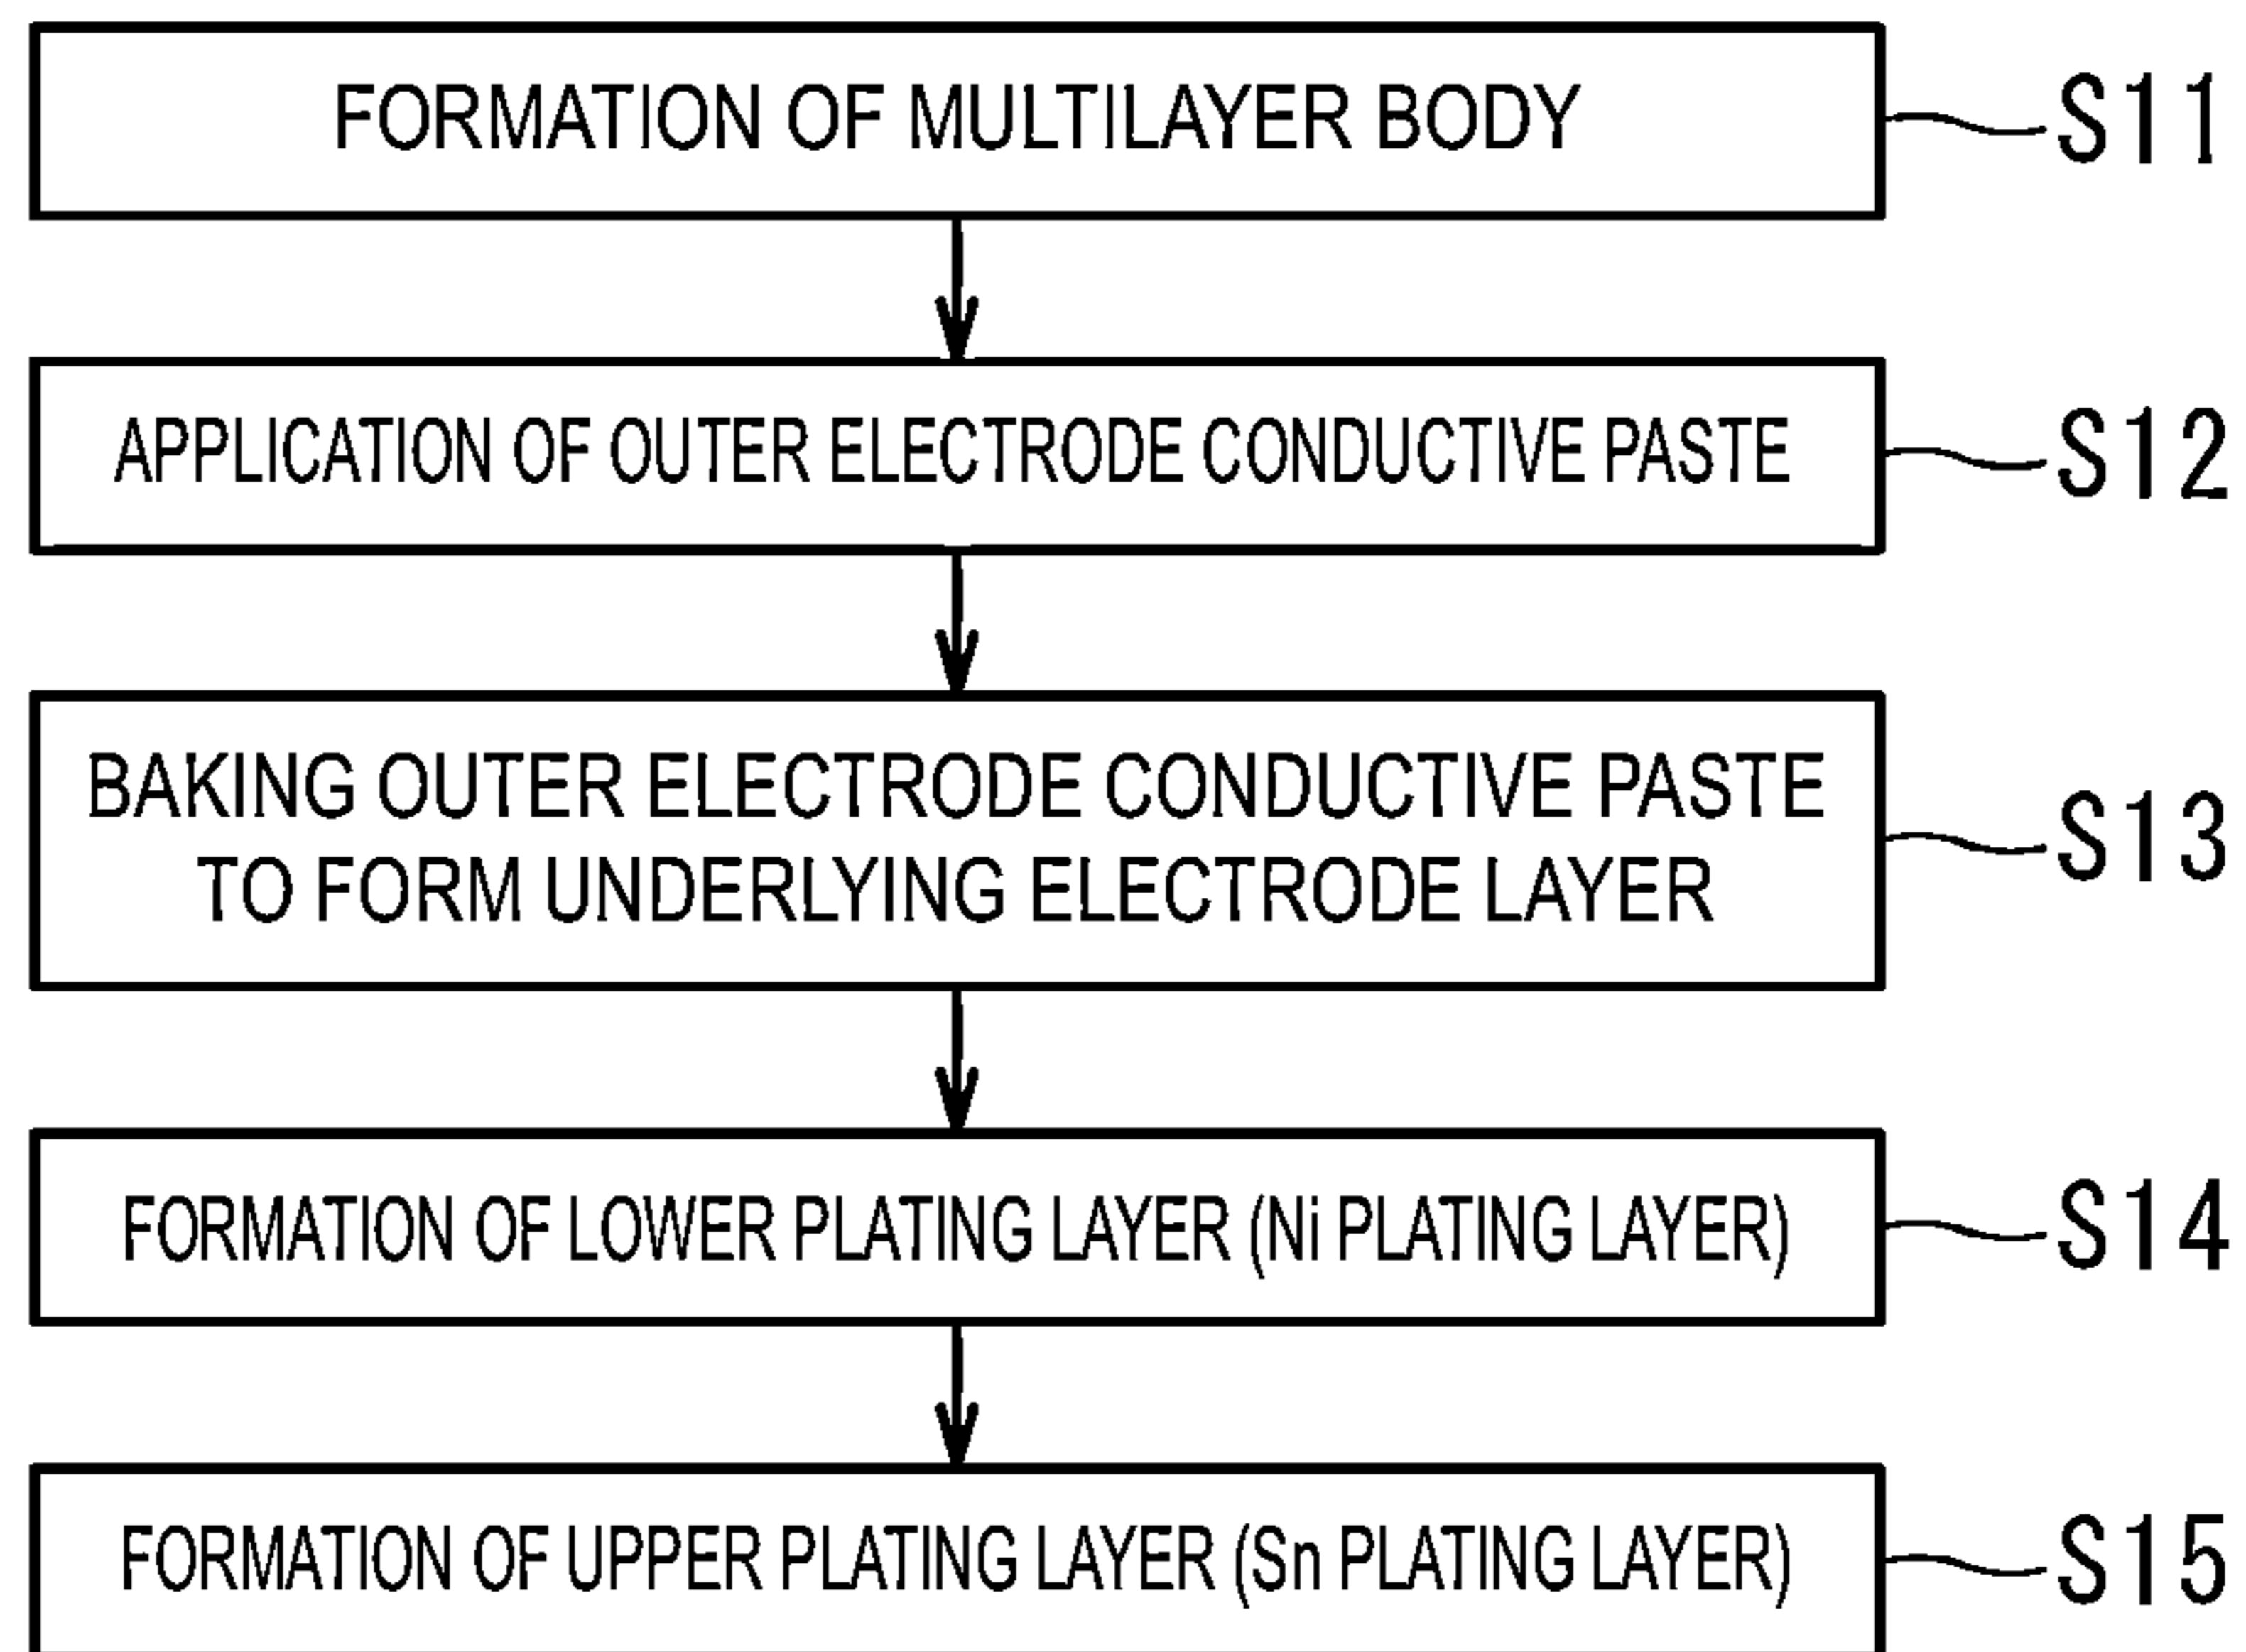 FORMATION OF MULTILAYER BODY
S11
APPLICATION OF OUTER ELECTRODE CONDUCTIVE PASTE
S12
BAKING OUTER ELECTRODE CONDUCTIVE PASTE
TO FORM UNDERLYING ELECTRODE LAYER
S13
FORMATION OF LOWER PLATING LAYER (Ni PLATING LAYER)
S14
FORMATION OF UPPER PLATING LAYER (Sn PLATING LAYER)
S15